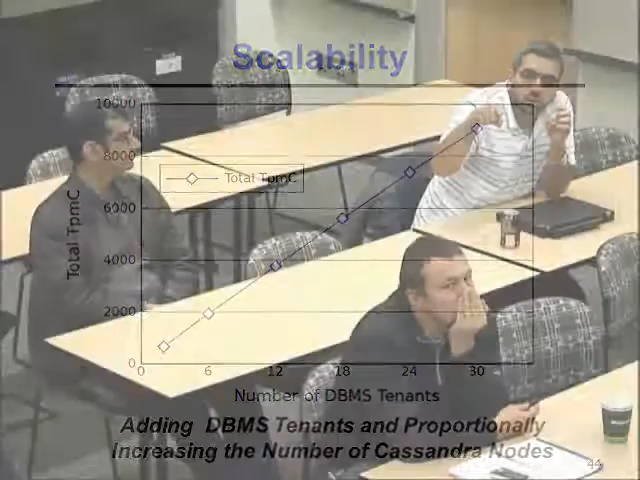 Scalability
10000
8000
6000
4000
2000
0
Total TpmC
Total TpmC
0 6 12 18 24 30
Number of DBMS Tenants
Adding DBMS Tenants and Proportionally
Increasing the Number of Cassandra Nodes
44